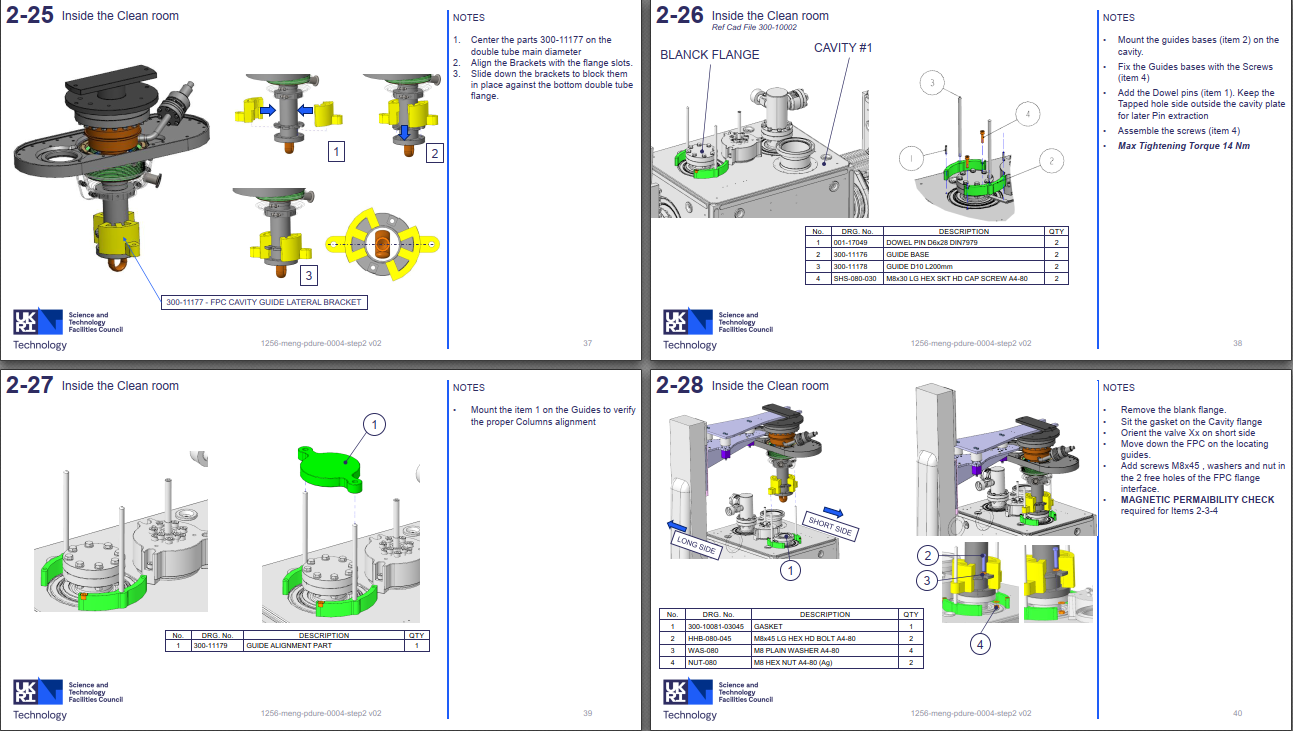 2-25 Inside the Clean room
NOTES
1. Center the parts 300-11177 on the
double tube main diameter
2. Align the Brackets with the flange slots.
3. Slide down the brackets to block them
in place against the bottom double tube
flange.
1
2
3
300-11177 - FPC CAVITY GUIDE LATERAL BRACKET
UK
RI
Science and
Technology
Facilities Council
Technology
1256-meng-pdure-0004-step2 v02
37
2-26 Inside the Clean room
Ref Cad File 300-10002
NOTES
• Mount the guides bases (item 2) on the
cavity.
• Fix the Guides bases with the Screws
(item 4)
• Add the Dowel pins (item 1). Keep the
Tapped hole side outside the cavity plate
for later Pin extraction
• Assemble the screws (item 4)
• Max Tightening Torque 14 Nm
BLANCK FLANGE
CAVITY #1
3
4
1
2
No. DRG. No. DESCRIPTION QTY
1 001-17049 DOWEL PIN D6x28 DIN7979 2
2 300-11176 GUIDE BASE 2
3 300-11178 GUIDE D10 L200mm 2
4 SHS-080-030 M8x30 LG HEX SKT HD CAP SCREW A4-80 2
UK
RI
Science and
Technology
Facilities Council
Technology
1256-meng-pdure-0004-step2 v02
38
2-27 Inside the Clean room
NOTES
• Mount the item 1 on the Guides to verify
the proper Columns alignment
1
No. DRG. No. DESCRIPTION QTY
1 300-11179 GUIDE ALIGNMENT PART 1
UK
RI
Science and
Technology
Facilities Council
Technology
1256-meng-pdure-0004-step2 v02
39
2-28 Inside the Clean room
NOTES
• Remove the blank flange.
• Sit the gasket on the Cavity flange
• Orient the valve Xx on short side
• Move down the FPC on the locating
guides.
• Add screws M8x45 , washers and nut in
the 2 free holes of the FPC flange
interface.
• MAGNETIC PERMAIBILITY CHECK
required for Items 2-3-4
LONG SIDE
SHORT SIDE
1
2
3
4
No. DRG. No. DESCRIPTION QTY
1 300-10081-03045 GASKET 1
2 HHB-080-045 M8x45 LG HEX HD BOLT A4-80 2
3 WAS-080 M8 PLAIN WASHER A4-80 4
4 NUT-080 M8 HEX NUT A4-80 (Ag) 2
UK
RI
Science and
Technology
Facilities Council
Technology
1256-meng-pdure-0004-step2 v02
40